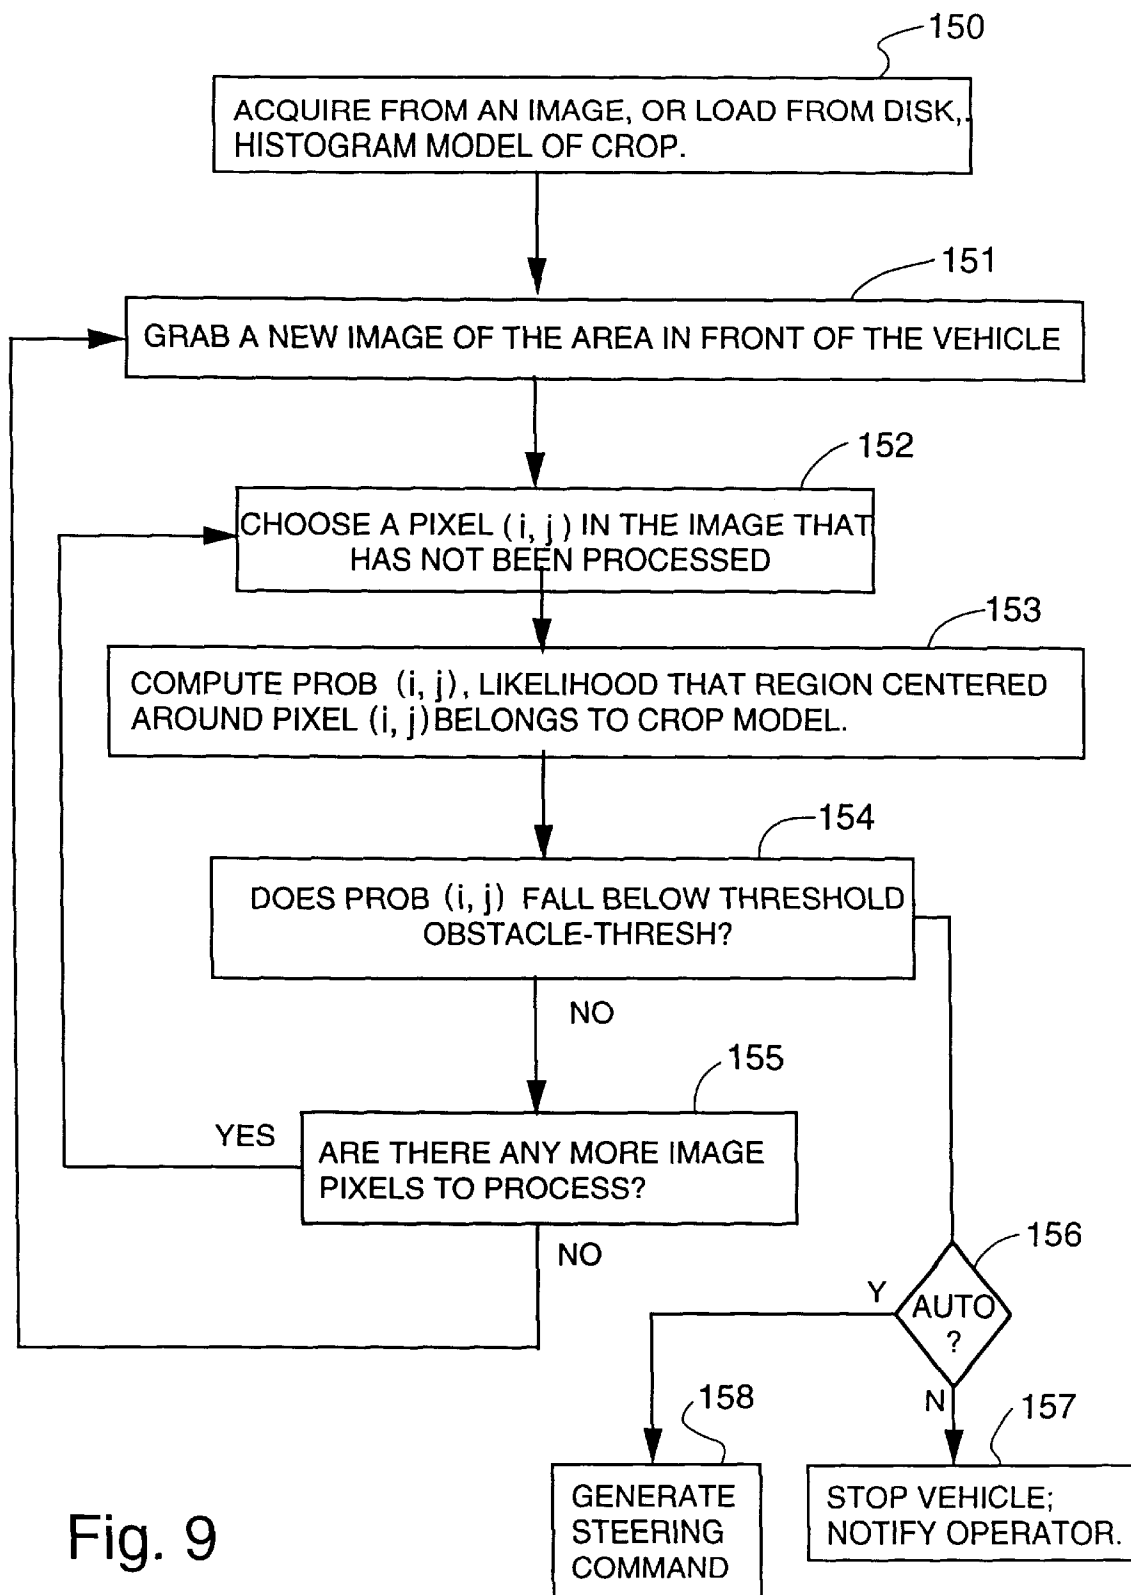 150
ACQUIRE FROM AN IMAGE, OR LOAD FROM DISK,
HISTOGRAM MODEL OF CROP.
151
GRAB A NEW IMAGE OF THE AREA IN FRONT OF THE VEHICLE
152
CHOOSE A PIXEL (i, j) IN THE IMAGE THAT
HAS NOT BEEN PROCESSED
153
COMPUTE PROB (i, j), LIKELIHOOD THAT REGION CENTERED
AROUND PIXEL (i, j) BELONGS TO CROP MODEL.
154
DOES PROB (i, j) FALL BELOW THRESHOLD
OBSTACLE-THRESH?
NO
155
YES
ARE THERE ANY MORE IMAGE
PIXELS TO PROCESS?
NO
156
Y
AUTO
?
N
158
157
GENERATE
STEERING
COMMAND
STOP VEHICLE;
NOTIFY OPERATOR.
Fig. 9